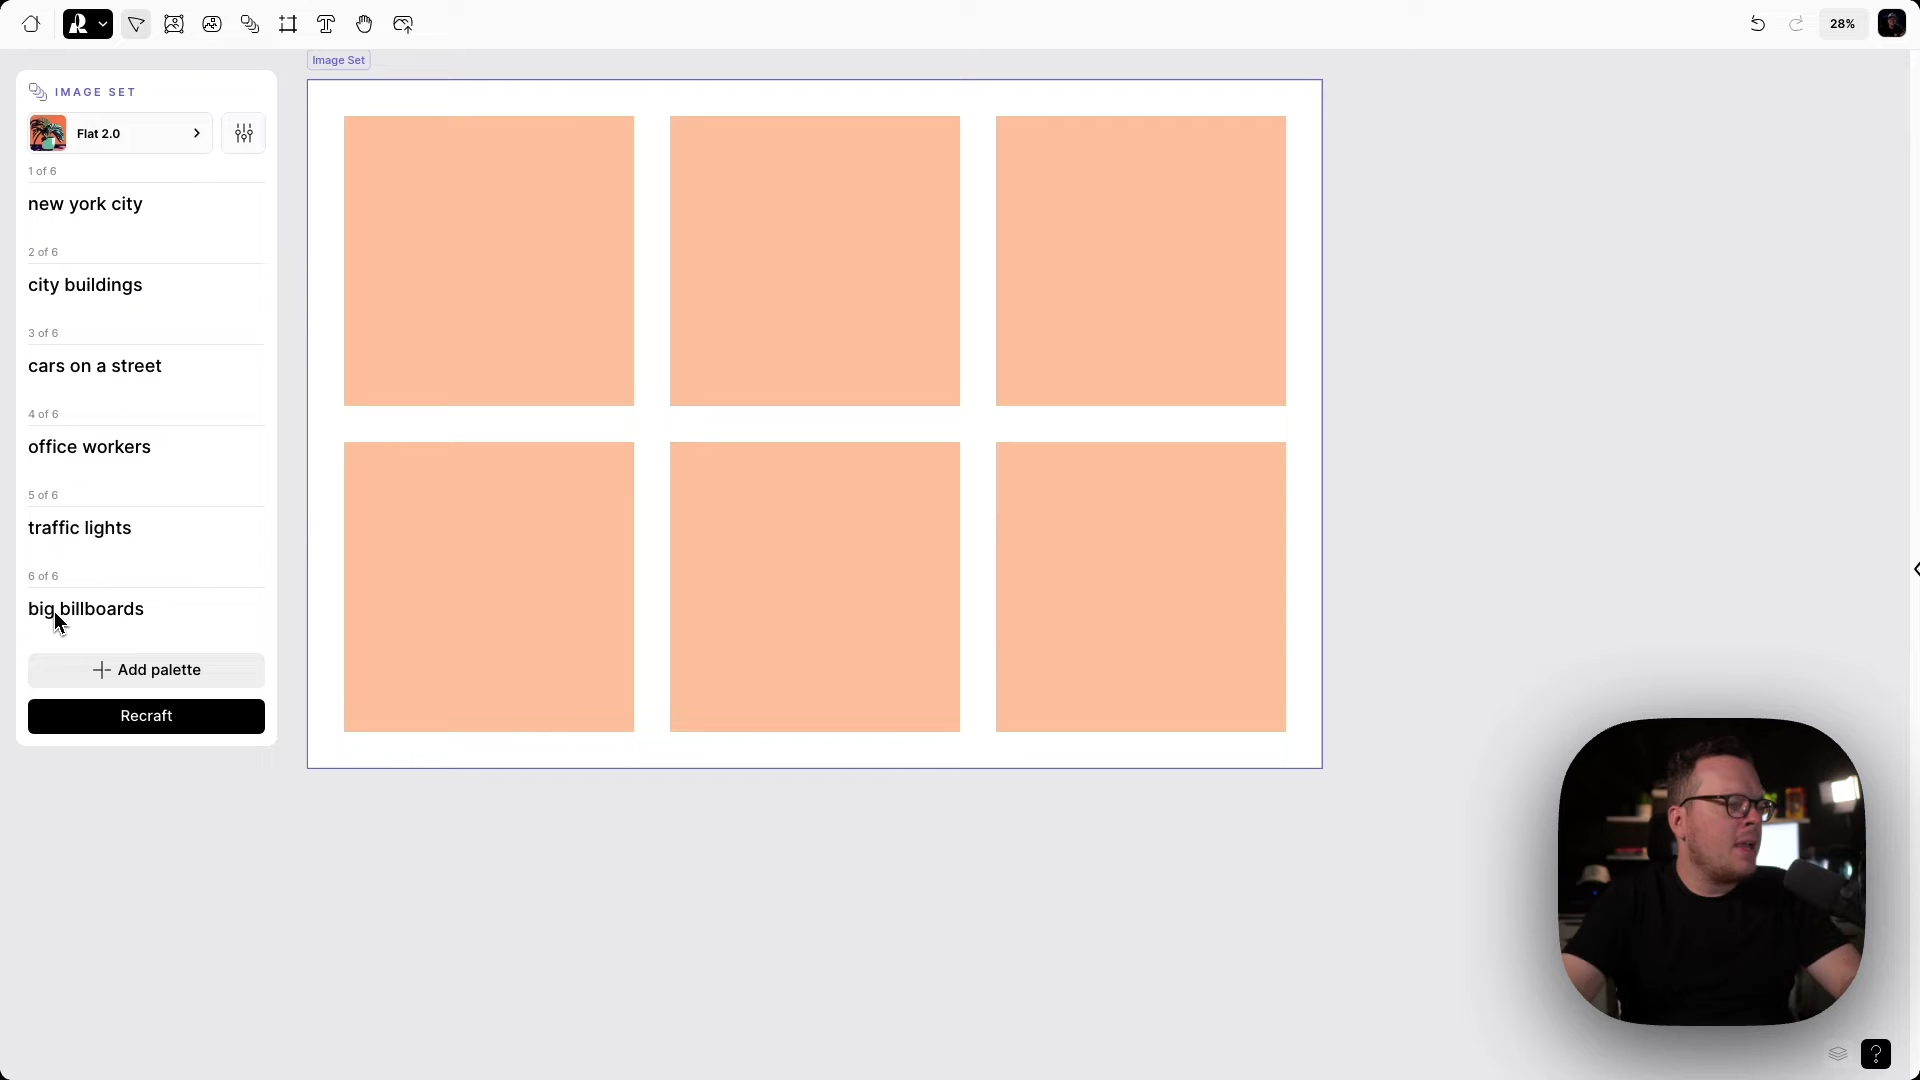 28%
Image Set
IMAGE SET
Flat 2.0
1 of 6
new york city
2 of 6
city buildings
3 of 6
cars on a street
4 of 6
office workers
5 of 6
traffic lights
6 of 6
big billboards
Add palette
Recraft
?